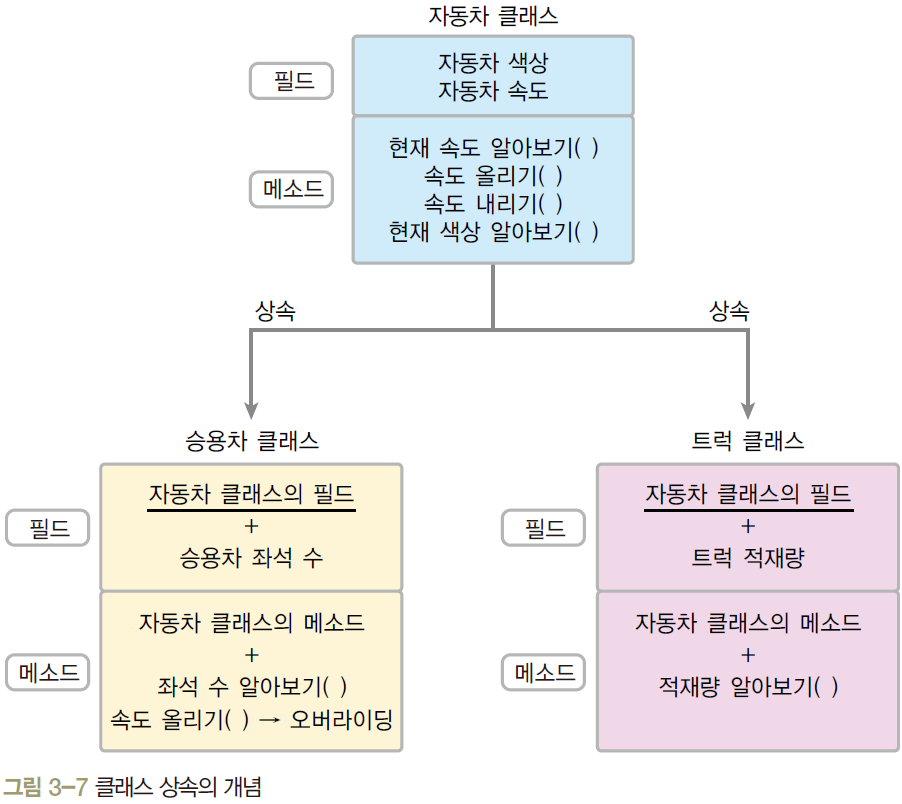 자동차 클래스
필드
자동차 색상
자동차 속도
메소드
현재 속도 알아보기( )
속도 올리기( )
속도 내리기( )
현재 색상 알아보기( )
상속
상속
승용차 클래스
필드
자동차 클래스의 필드
+
승용차 좌석 수
메소드
자동차 클래스의 메소드
+
좌석 수 알아보기( )
속도 올리기( ) → 오버라이딩
트럭 클래스
필드
자동차 클래스의 필드
+
트럭 적재량
메소드
자동차 클래스의 메소드
+
적재량 알아보기( )
그림 3-7 클래스 상속의 개념